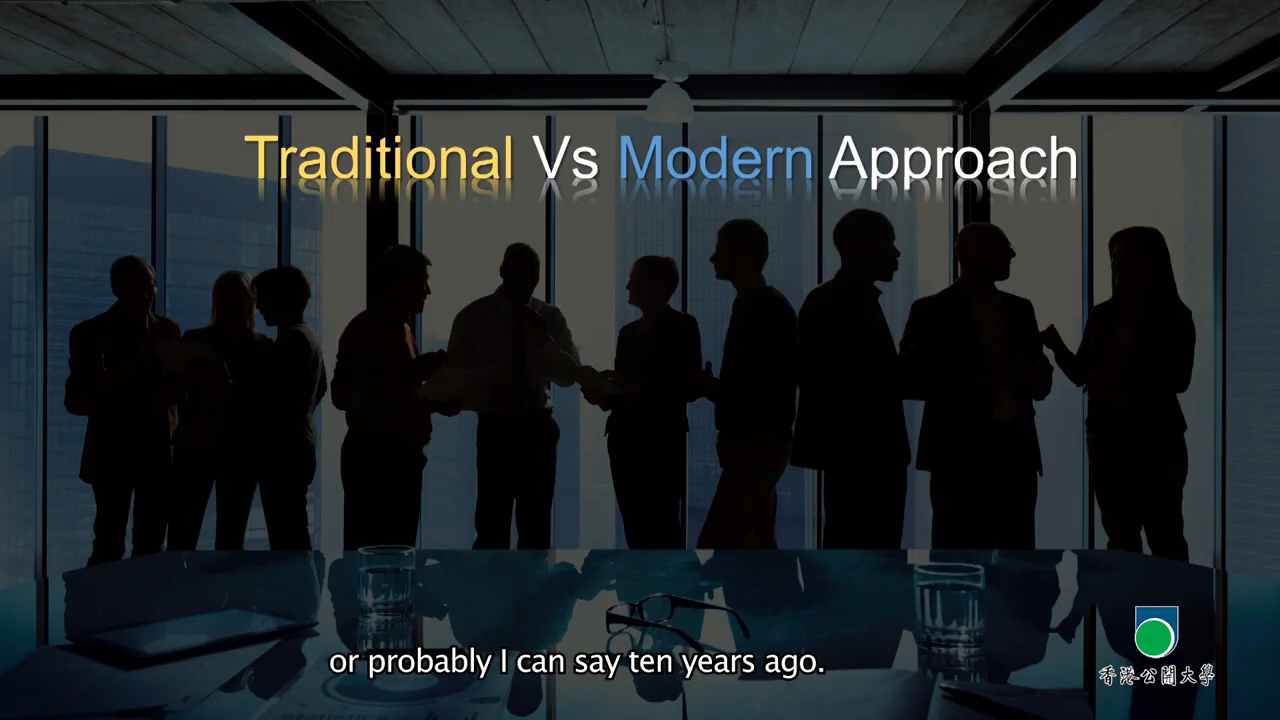 Traditional Vs Modern Approach
or probably I can say ten years ago.
香港公開大學